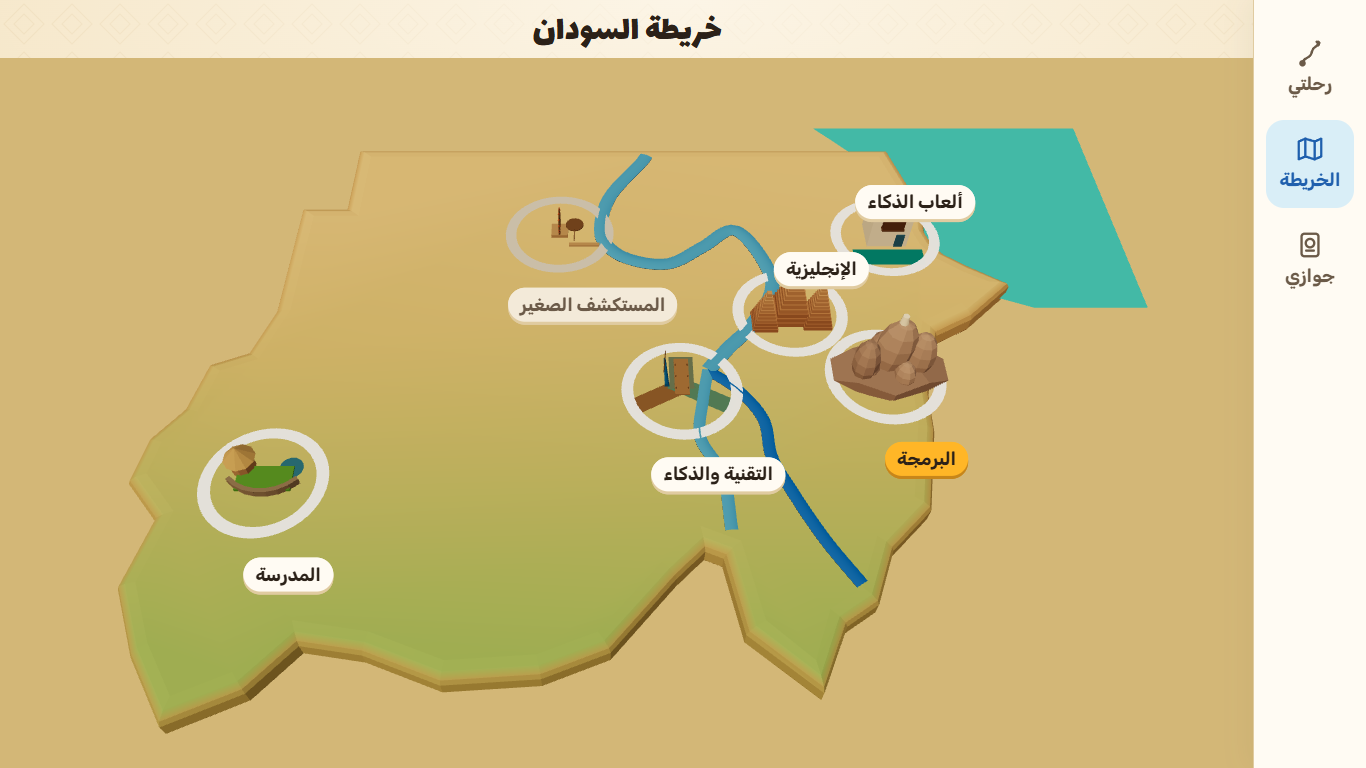 خريطة السودان
رحلتي
الخريطة
جوازي
ألعاب الذكاء
الإنجليزية
المستكشف الصغير
البرمجة
التقنية والذكاء
المدرسة